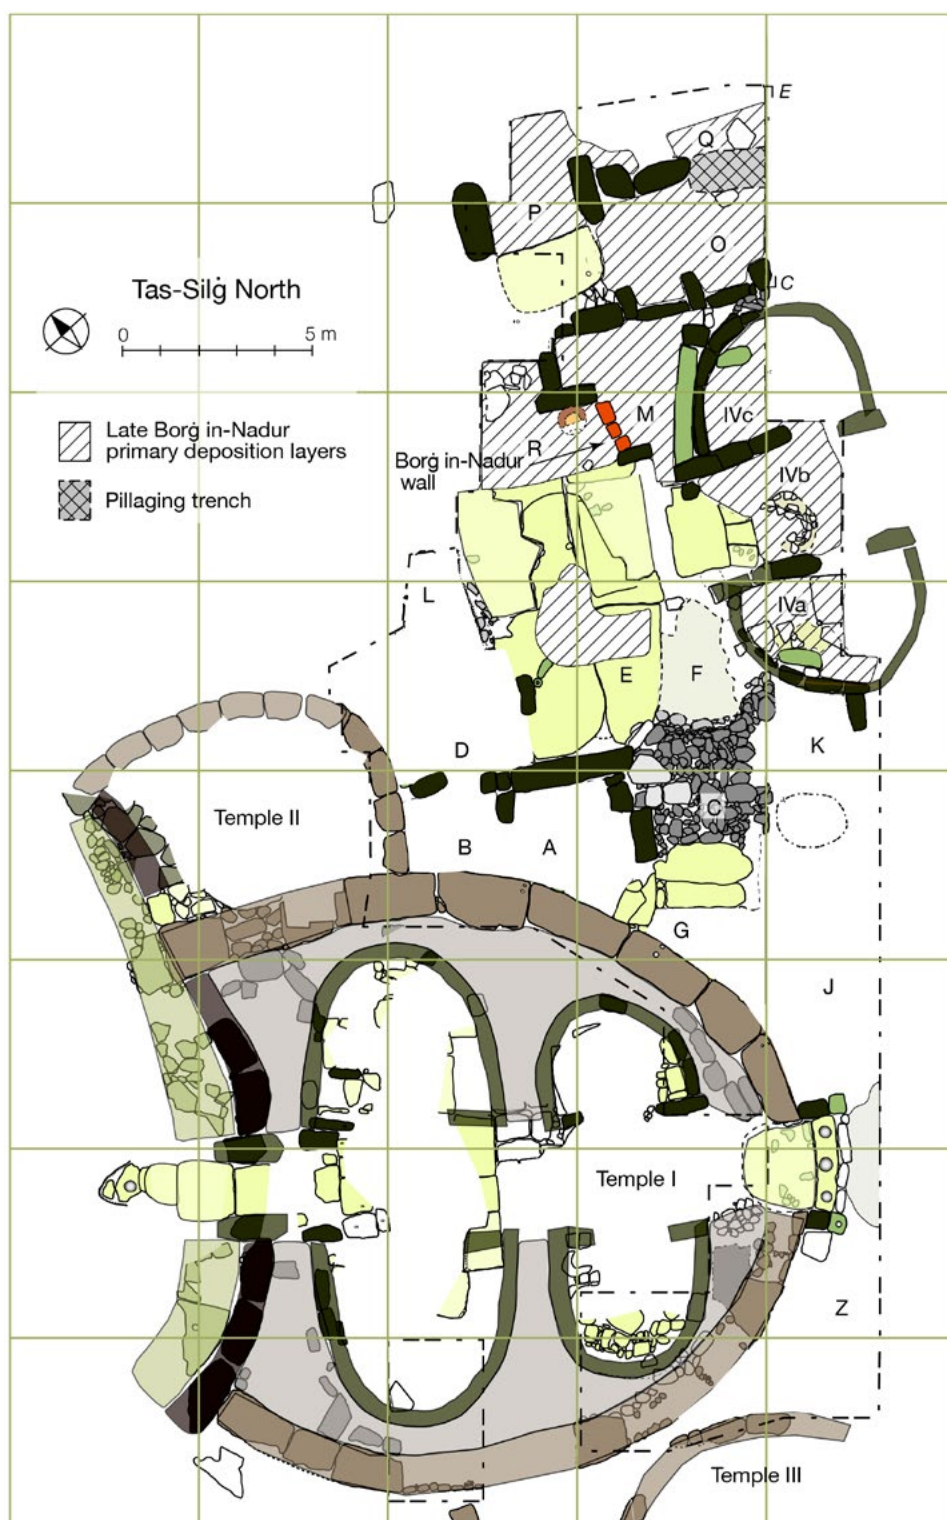 E
Q
P
O
Tas-Silġ North
C
0 5 m
M
IVc
Late Borġ in-Nadur
primary deposition layers
R
Borġ in-Nadur
wall
IVb
Pillaging trench
L
IVa
E
F
K
D
C
Temple II
B
A
G
J
Temple I
Z
Temple III